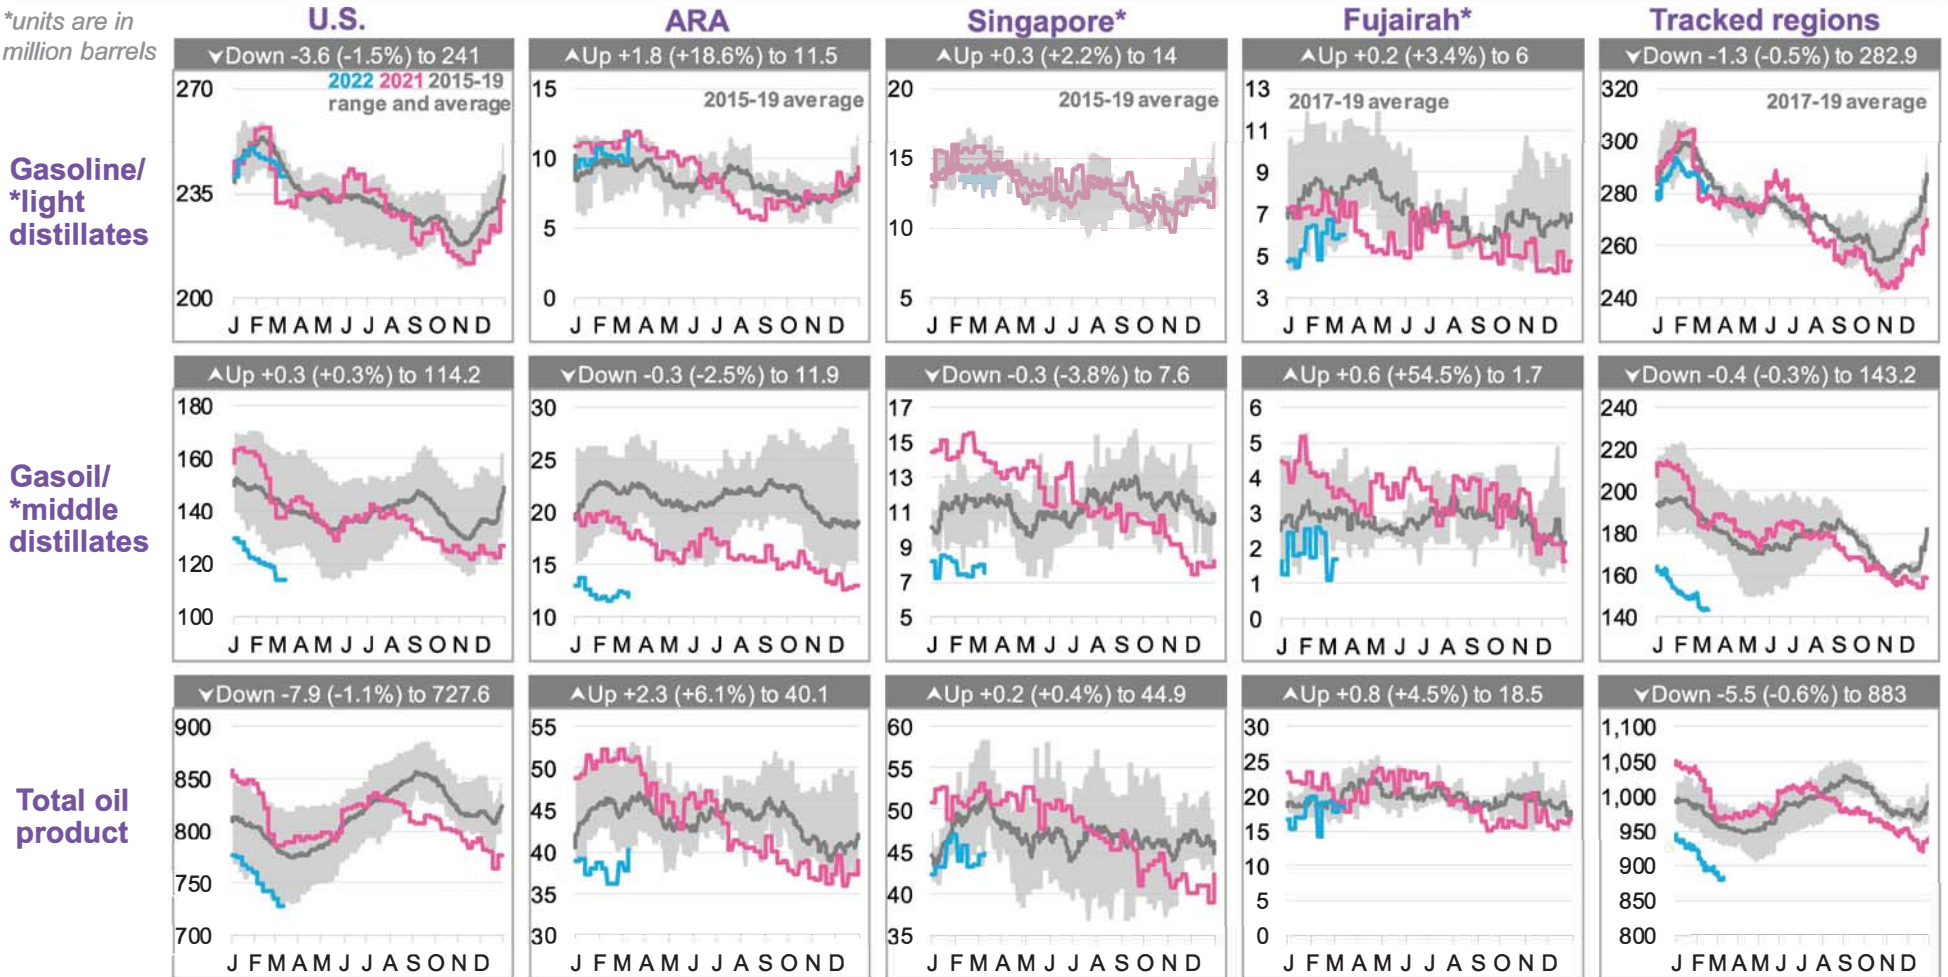 *units are in
million barrels
U.S.
ARA
Singapore*
Fujairah*
Tracked regions
Gasoline/
*light
distillates
Down -3.6 (-1.5%) to 241
2022 2021 2015-19
range and average
270
235
200
J F M A M J J A S O N D
Up +1.8 (+18.6%) to 11.5
2015-19 average
15
10
5
0
J F M A M J J A S O N D
Up +0.3 (+2.2%) to 14
2015-19 average
20
15
10
5
J F M A M J J A S O N D
Up +0.2 (+3.4%) to 6
2017-19 average
13
11
9
7
5
3
J F M A M J J A S O N D
Down -1.3 (-0.5%) to 282.9
2017-19 average
320
300
280
260
240
J F M A M J J A S O N D
Gasoil/
*middle
distillates
Up +0.3 (+0.3%) to 114.2
180
160
140
120
100
J F M A M J J A S O N D
Down -0.3 (-2.5%) to 11.9
30
25
20
15
10
J F M A M J J A S O N D
Down -0.3 (-3.8%) to 7.6
17
15
13
11
9
7
5
J F M A M J J A S O N D
Up +0.6 (+54.5%) to 1.7
6
5
4
3
2
1
0
J F M A M J J A S O N D
Down -0.4 (-0.3%) to 143.2
240
220
200
180
160
140
J F M A M J J A S O N D
Total oil
product
Down -7.9 (-1.1%) to 727.6
900
850
800
750
700
J F M A M J J A S O N D
Up +2.3 (+6.1%) to 40.1
55
50
45
40
35
30
J F M A M J J A S O N D
Up +0.2 (+0.4%) to 44.9
60
55
50
45
40
35
J F M A M J J A S O N D
Up +0.8 (+4.5%) to 18.5
30
25
20
15
10
5
0
J F M A M J J A S O N D
Down -5.5 (-0.6%) to 883
1,100
1,050
1,000
950
900
850
800
J F M A M J J A S O N D